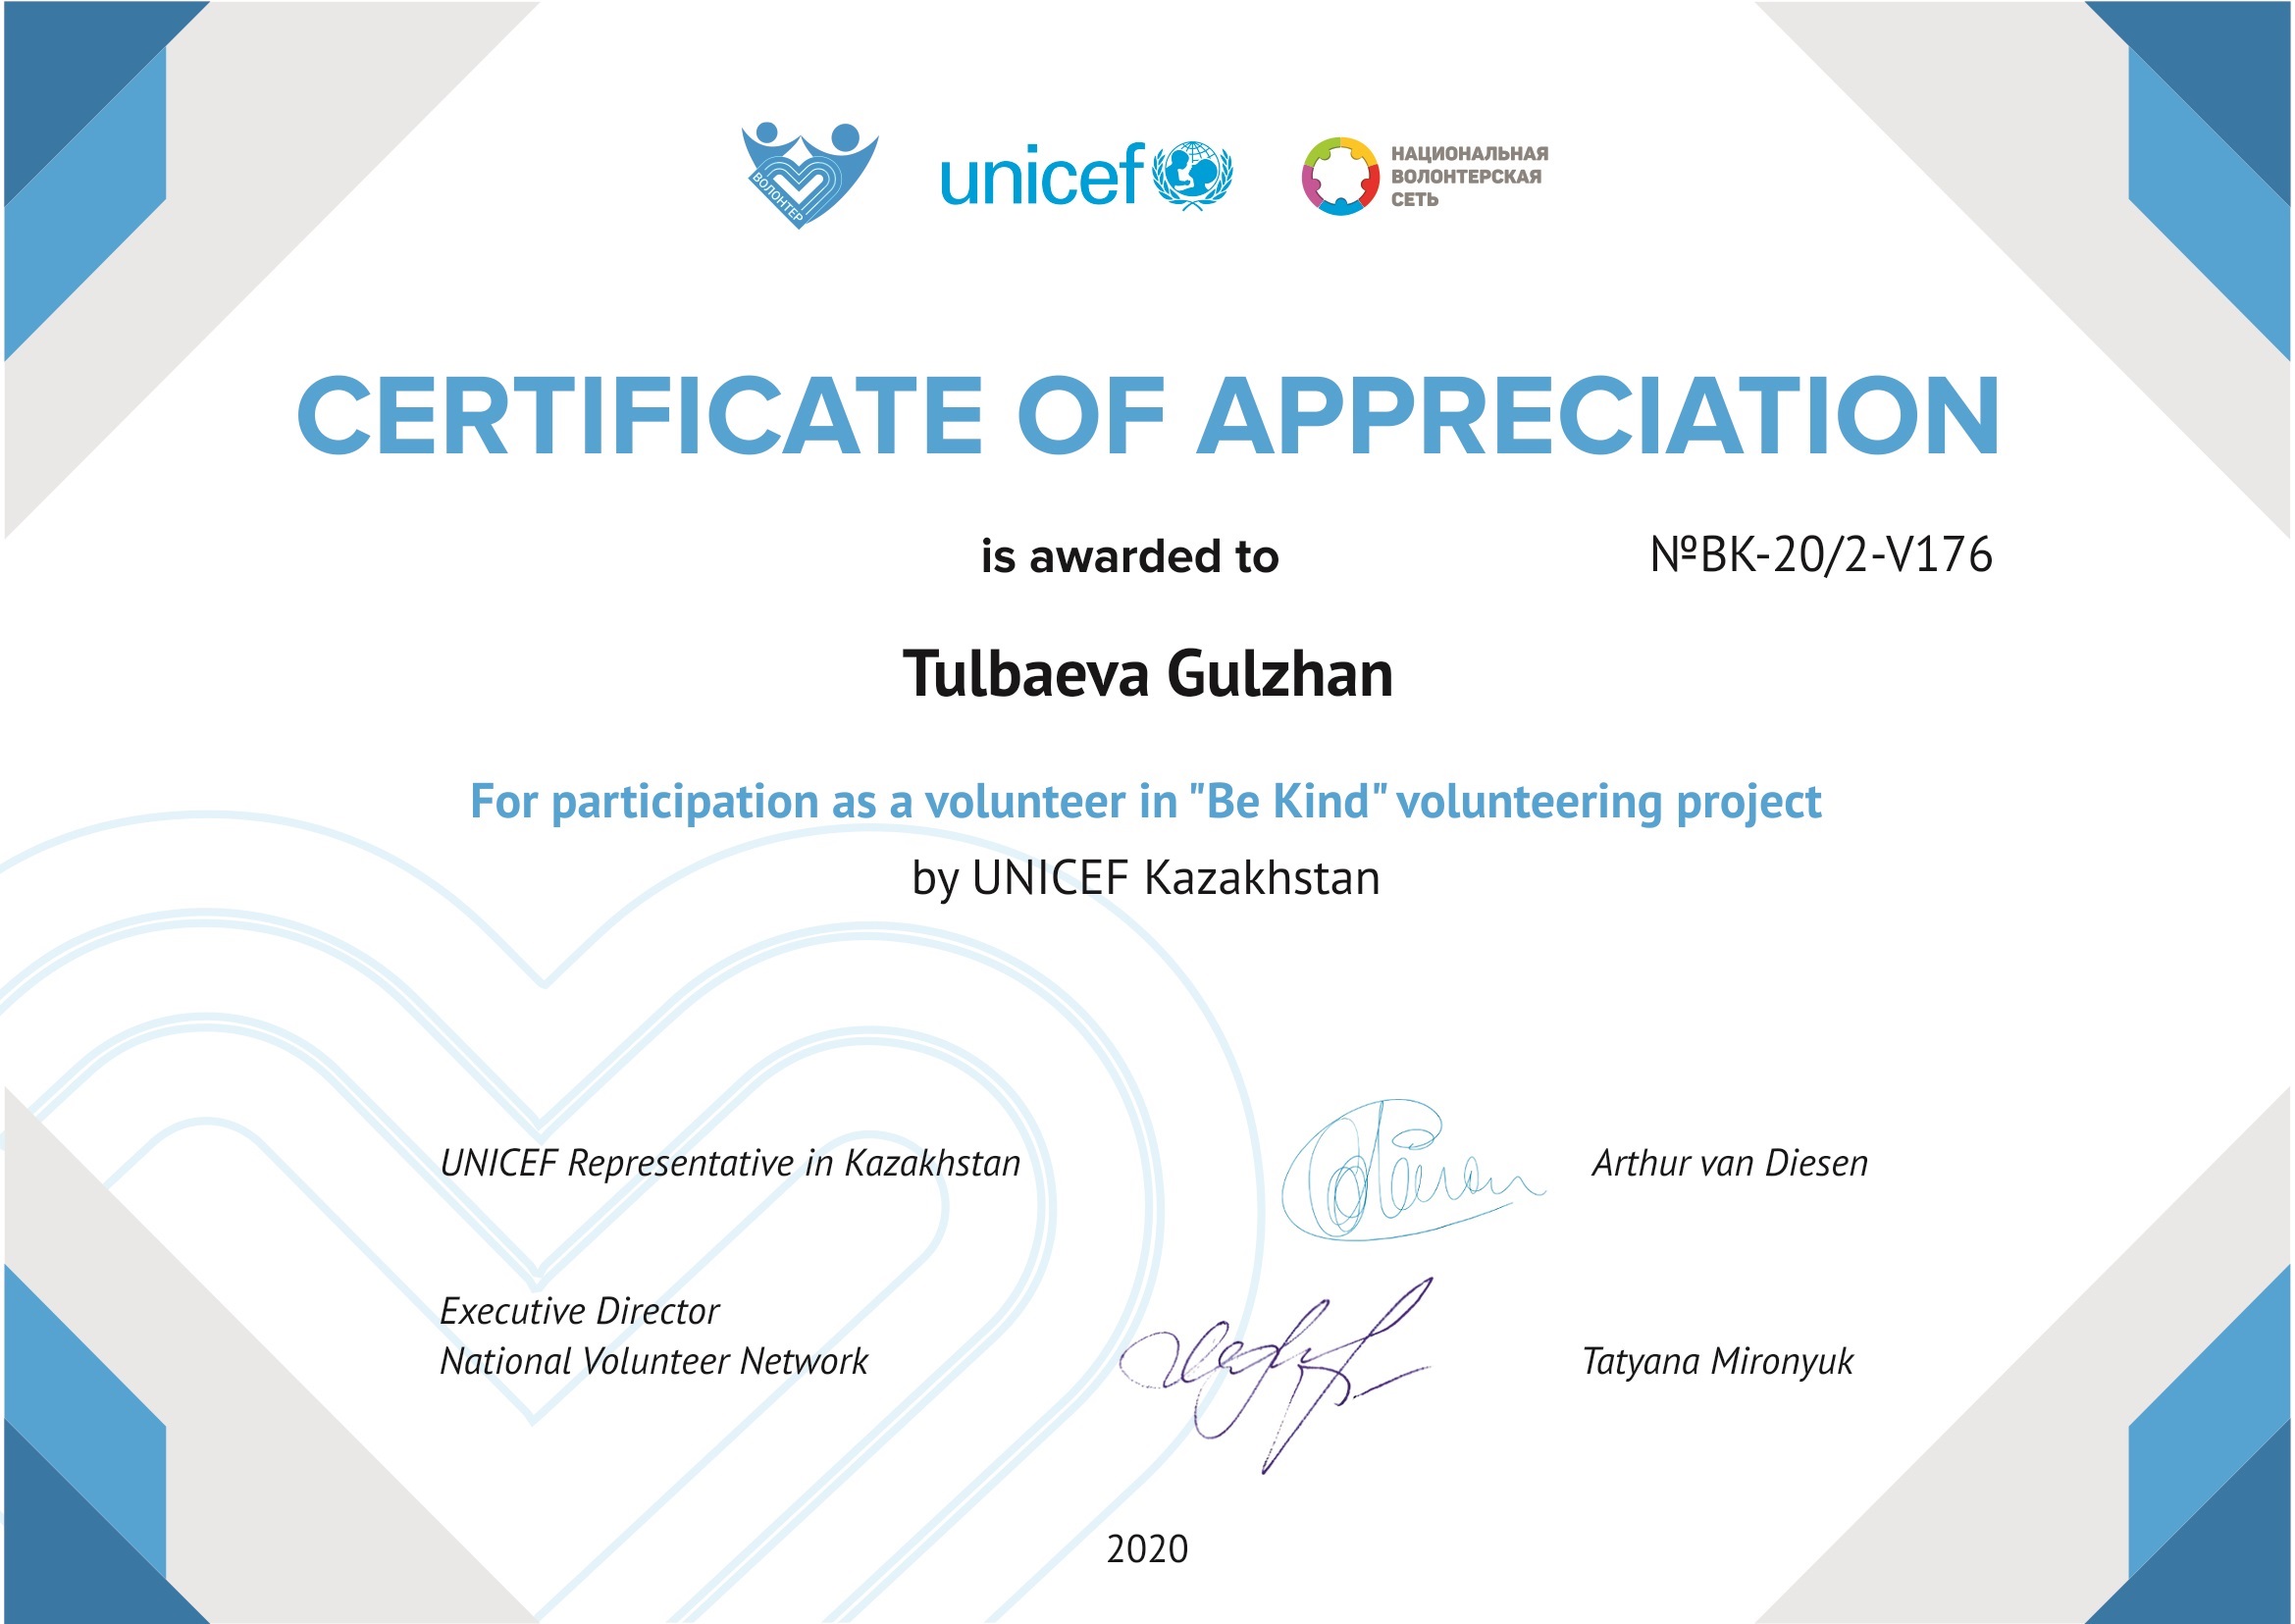 ВОЛОНТЕР
unicef
НАЦИОНАЛЬНАЯ
ВОЛОНТЕРСКАЯ
СЕТЬ
CERTIFICATE OF APPRECIATION
is awarded to
№BK-20/2-V176
Tulbaeva Gulzhan
For participation as a volunteer in "Be Kind" volunteering project
by UNICEF Kazakhstan
UNICEF Representative in Kazakhstan
Arthur van Diesen
Executive Director
National Volunteer Network
Tatyana Mironyuk
2020